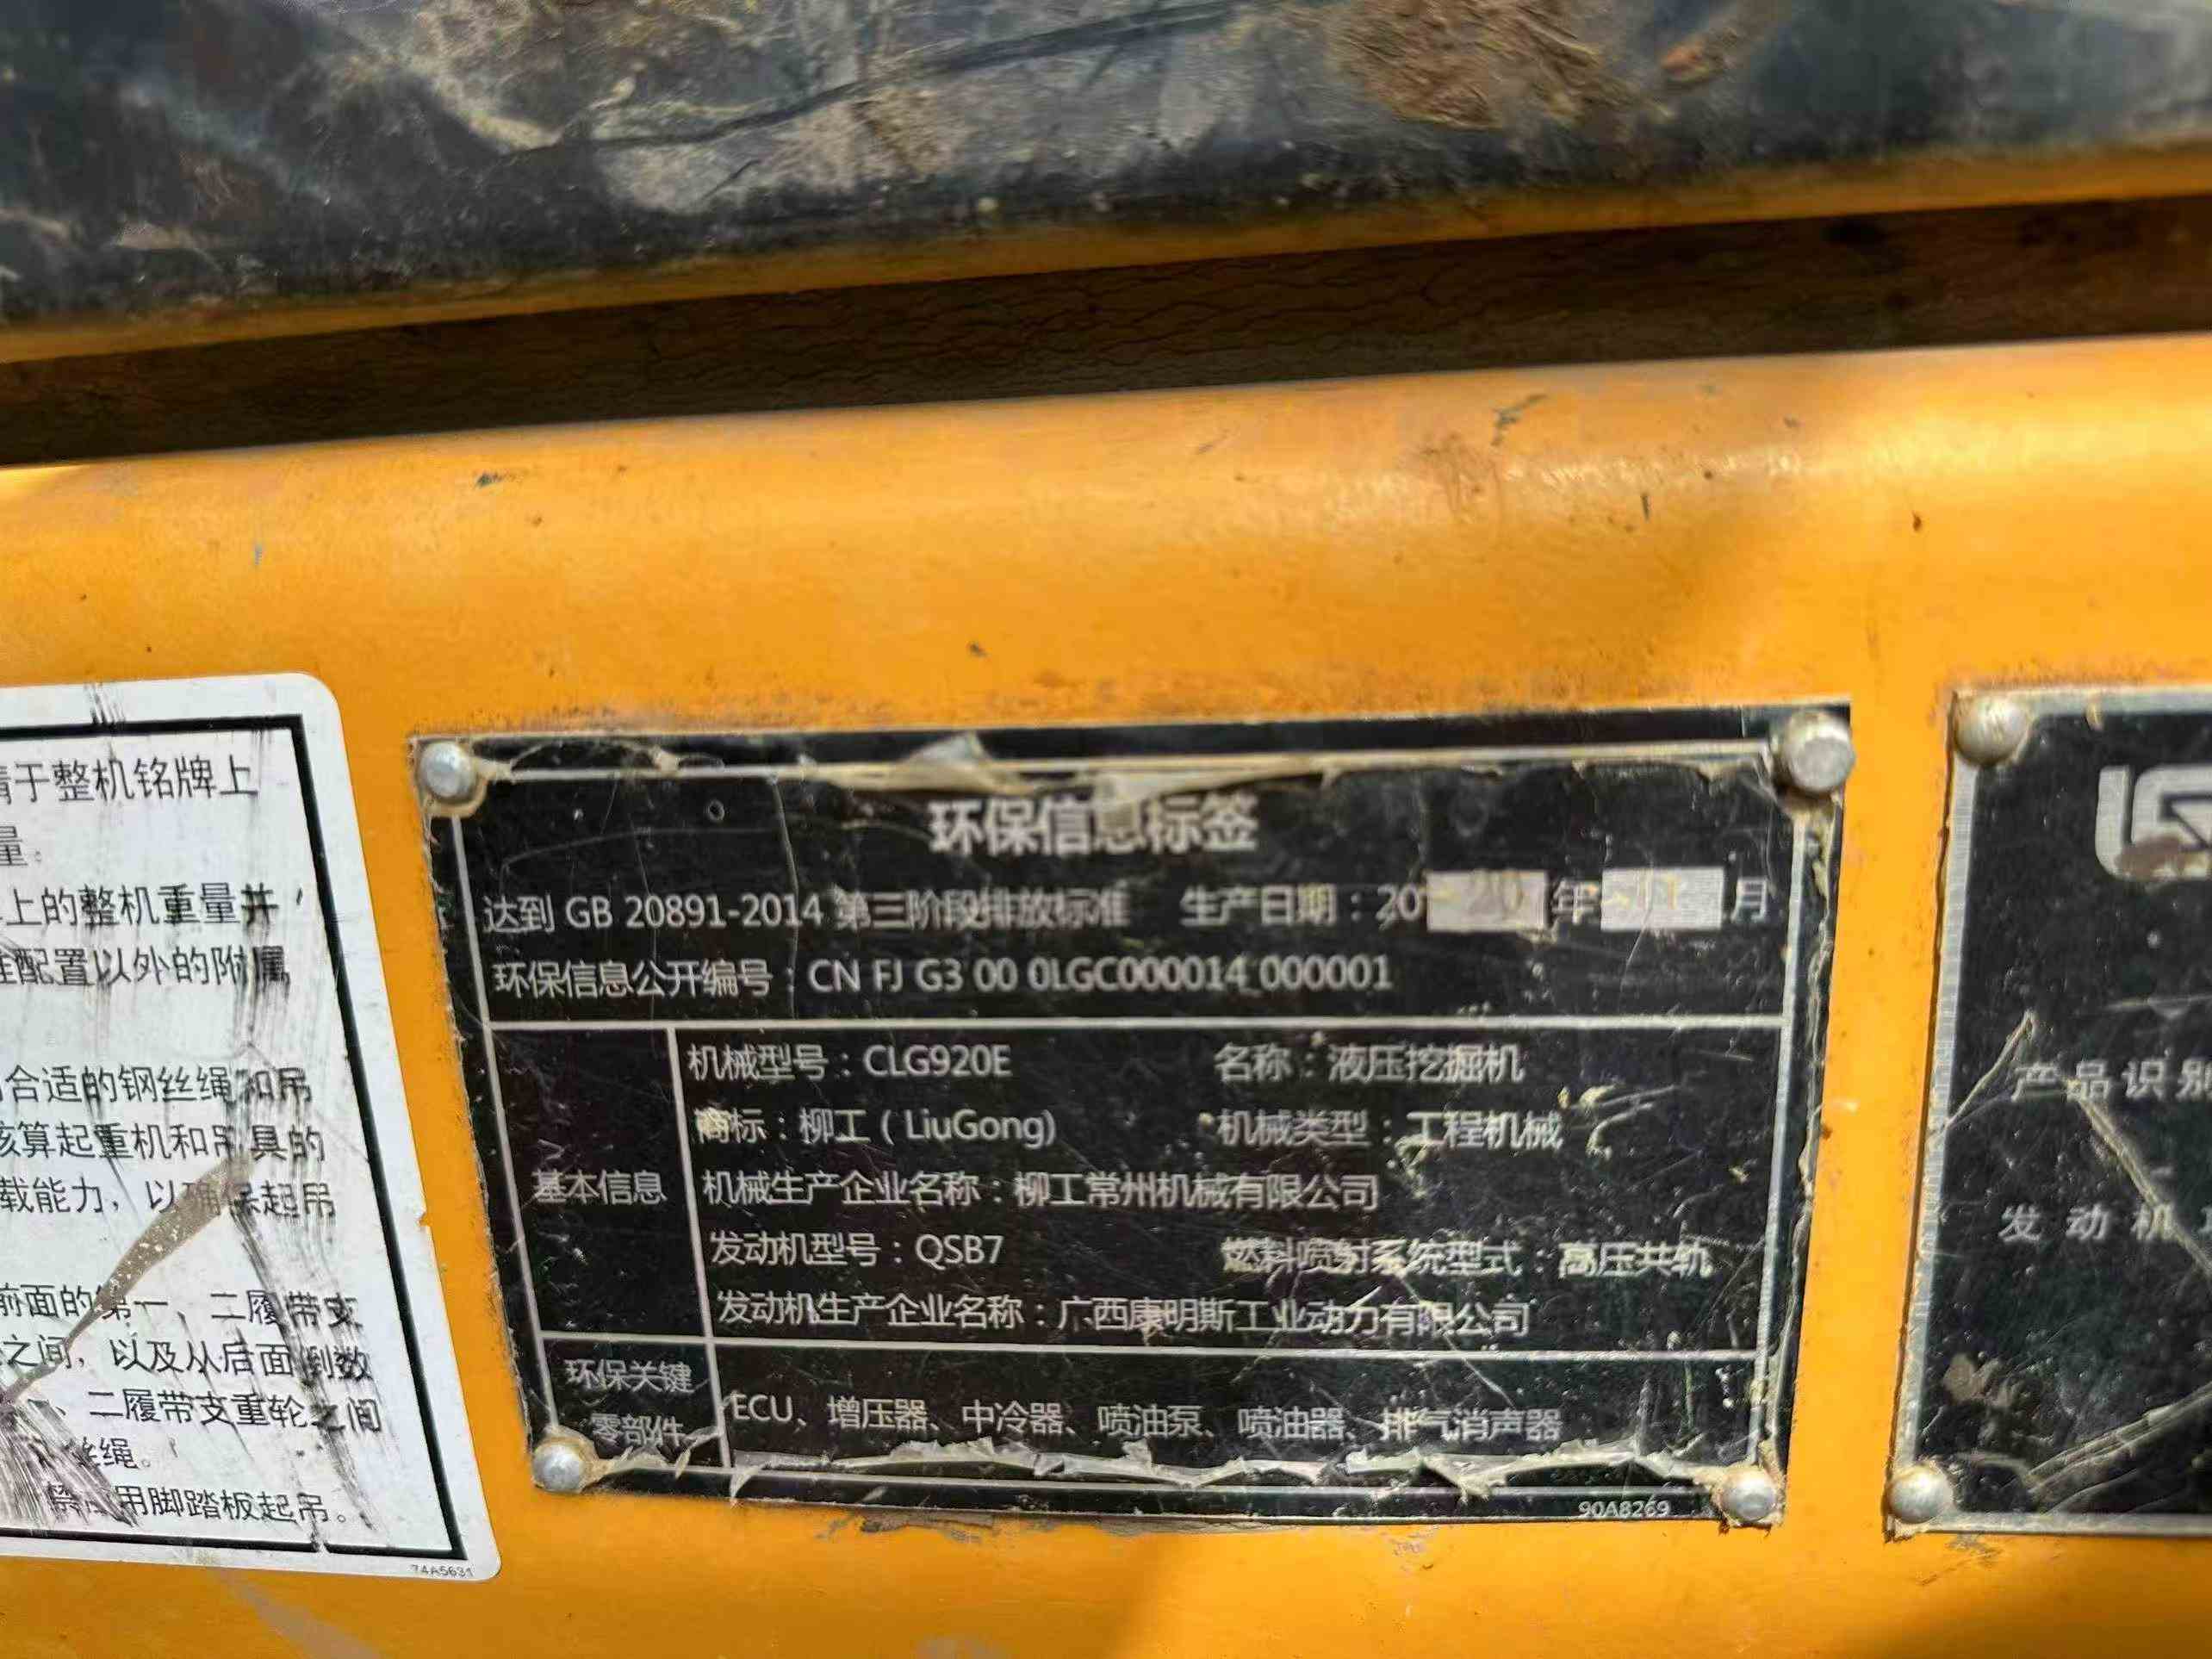 于整机铭牌上
量.
上的整机重量并
配置以外的附属
合适的钢丝绳和吊
核算起重机和吊具的
载能力，以确保起吊
前面的第一、二履带支
之间，以及从后面倒数
、二履带支重轮之间
丝绳。
用脚踏板起吊。
74A5631
环保信息标签
达到 GB 20891-2014 第三阶段排放标准 生产日期：20 20 年 月
环保信息公开编号：CN FJ G3 00 0LGC000014 000001
基本信息
机械型号：CLG920E 名称：液压挖掘机
商标：柳工（LiuGong) 机械类型：工程机械
机械生产企业名称：柳工常州机械有限公司
发动机型号：QSB7 燃料喷射系统型式：高压共轨
发动机生产企业名称：广西康明斯工业动力有限公司
环保关键
零部件
ECU、增压器、中冷器、喷油泵、喷油器、排气消声器
90A8269
产品识别
发动机